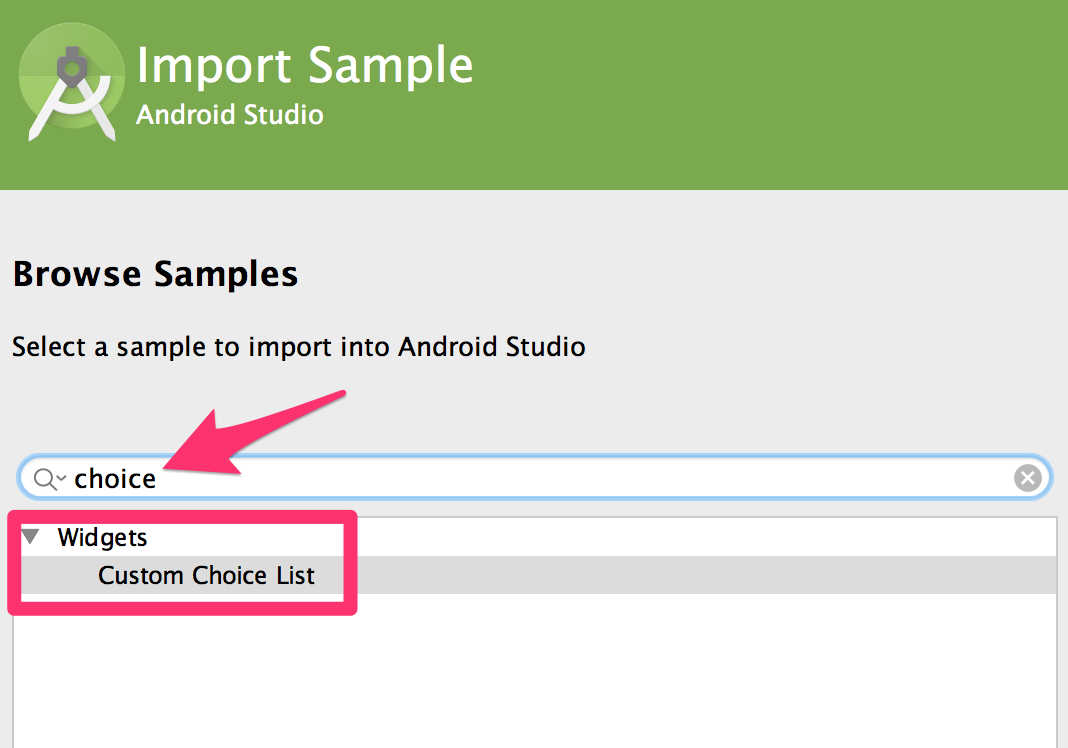 Import Sample
Android Studio
Browse Samples
Select a sample to import into Android Studio
choice
Widgets
Custom Choice List